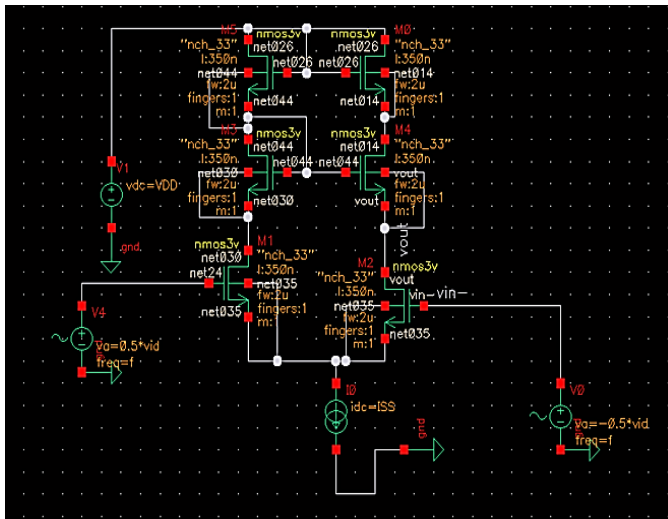 M5
nmos3v
net026
"nch_33"
l:350n
net026
net044
fw:2u
fingers:1
net044
m:1
M0
nmos3v
net026
"nch_33"
l:350n
net026
net014
fw:2u
fingers:1
net014
m:1
M3
nmos3v
net044
"nch_33"
l:350n
net044
net030
fw:2u
fingers:1
net030
m:1
M4
nmos3v
net014
"nch_33"
l:350n
net044
vout
fw:2u
fingers:1
vout
m:1
V1
vdc=VDD
gnd
vout
M1
nmos3v
net030
"nch_33"
net24
l:350n
net035
fw:2u
fingers:1
net035
m:1
M2
nmos3v
vout
"nch_33"
l:350n
vin-
vin-
net035
fw:2u
fingers:1
net035
m:1
V4
va=0.5*vid
gnd
freq=f
I0
idc=ISS
gnd
V0
va=-0.5*vid
gnd
freq=f